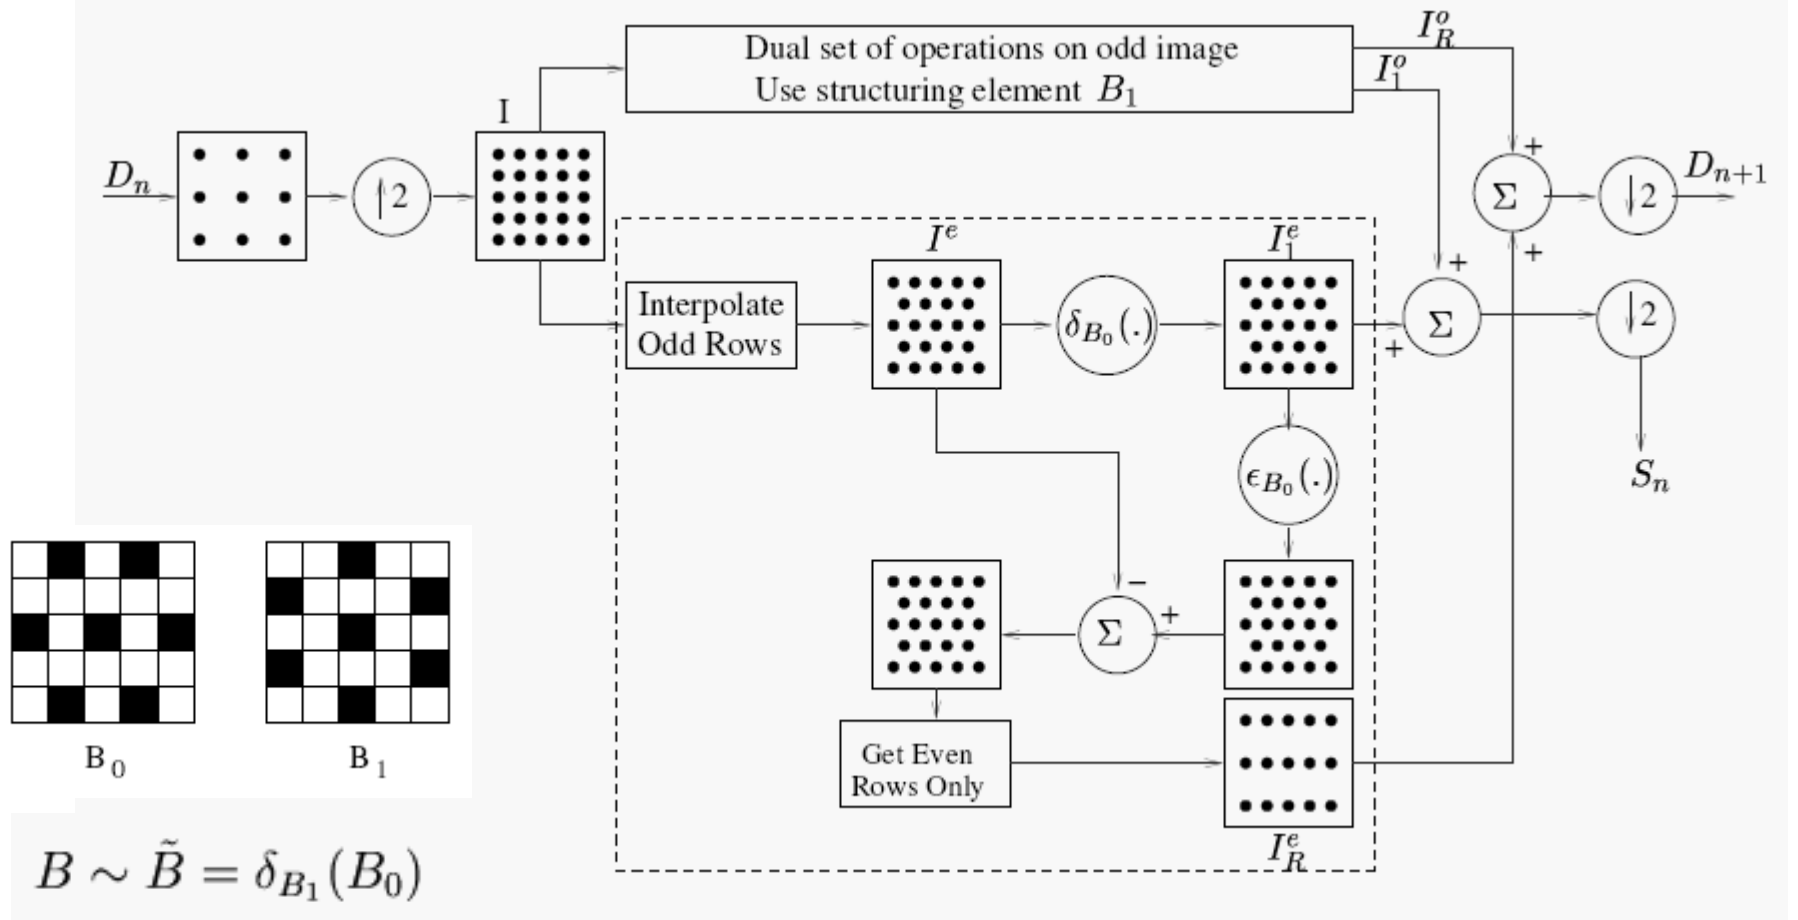 I_R^o
Dual set of operations on odd image
I_1^o
Use structuring element B_1
I
D_n
↑2
Σ
+
↓2
D_{n+1}
+
I^e
I_1^e
+
Interpolate
Odd Rows
δ_{B_0}(.)
Σ
↓2
+
ϵ_{B_0}(.)
S_n
−
Σ
+
B_0
B_1
Get Even
Rows Only
I_R^e
B ∼ B̃ = δ_{B_1}(B_0)